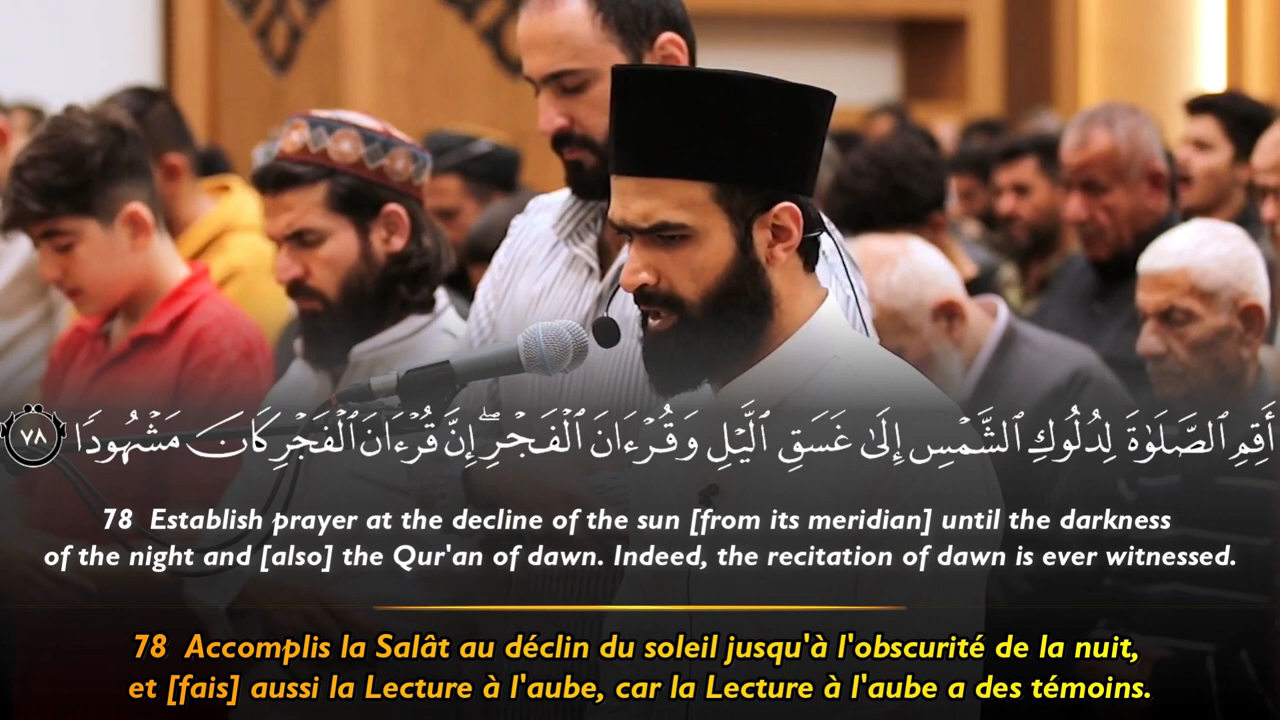 أَقِمِ ٱلصَّلَوٰةَ لِدُلُوكِ ٱلشَّمْسِ إِلَىٰ غَسَقِ ٱلَّيْلِ وَقُرْءَانَ ٱلْفَجْرِ ۖ إِنَّ قُرْءَانَ ٱلْفَجْرِ كَانَ مَشْهُودًا ٧٨
78 Establish prayer at the decline of the sun [from its meridian] until the darkness
of the night and [also] the Qur'an of dawn. Indeed, the recitation of dawn is ever witnessed.
78 Accomplis la Salât au déclin du soleil jusqu'à l'obscurité de la nuit,
et [fais] aussi la Lecture à l'aube, car la Lecture à l'aube a des témoins.